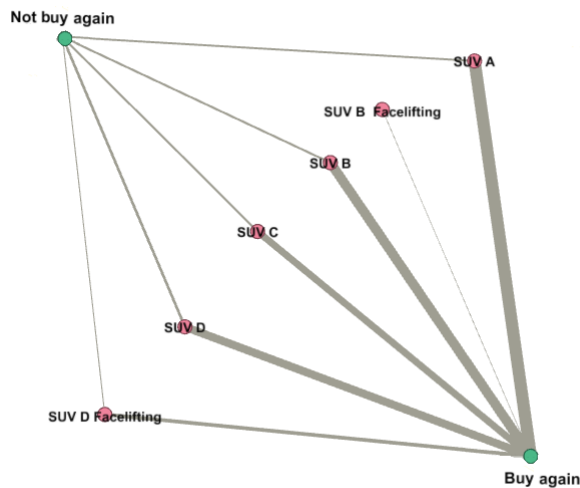 Not buy again
SUV A
SUV B  Facelifting
SUV B
SUV C
SUV D
SUV D Facelifting
Buy again